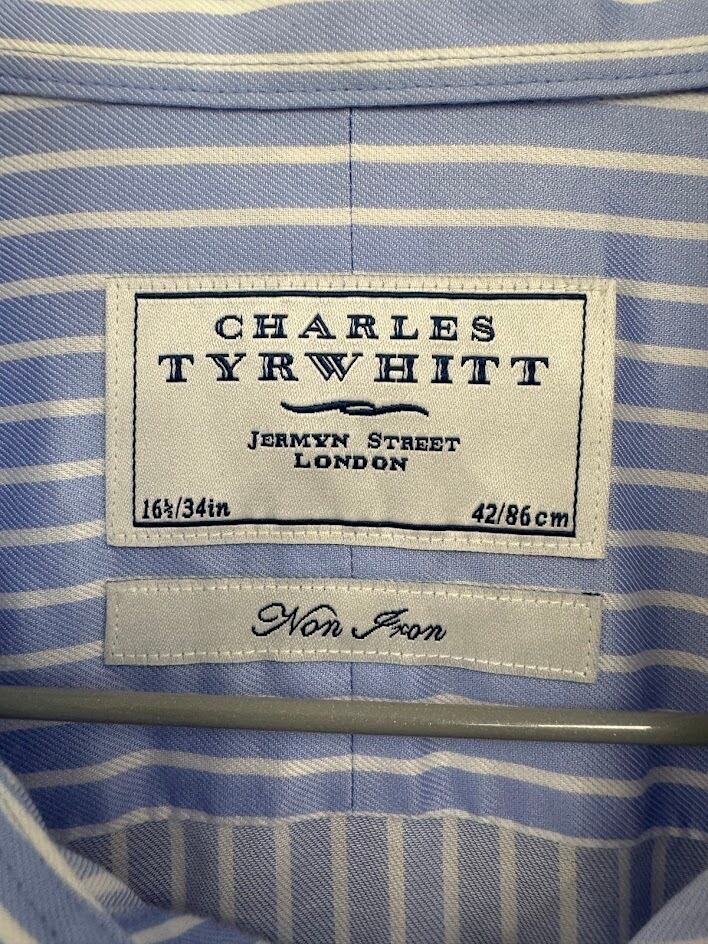 CHARLES
TYRWHITT
JERMYN STREET
LONDON
16½/34in 42/86cm
Non Iron